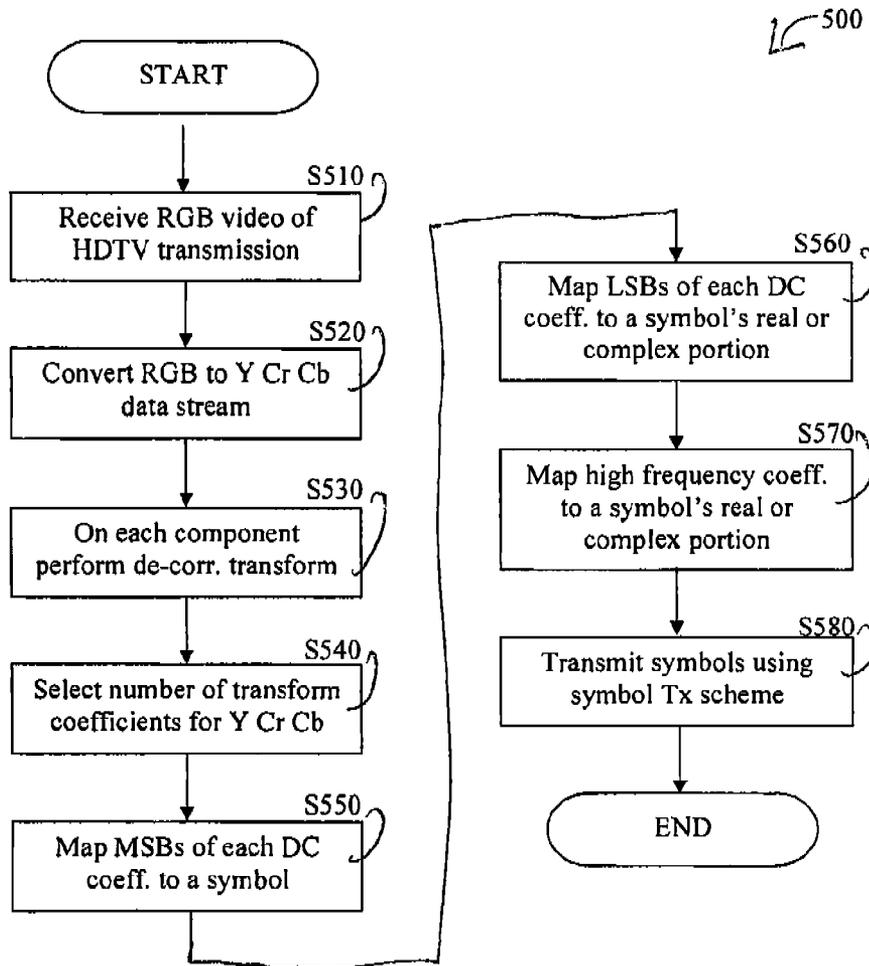 500
START
S510
Receive RGB video of
HDTV transmission
S520
Convert RGB to Y Cr Cb
data stream
S530
On each component
perform de-corr. transform
S540
Select number of transform
coefficients for Y Cr Cb
S550
Map MSBs of each DC
coeff. to a symbol
S560
Map LSBs of each DC
coeff. to a symbol's real or
complex portion
S570
Map high frequency coeff.
to a symbol's real or
complex portion
S580
Transmit symbols using
symbol Tx scheme
END